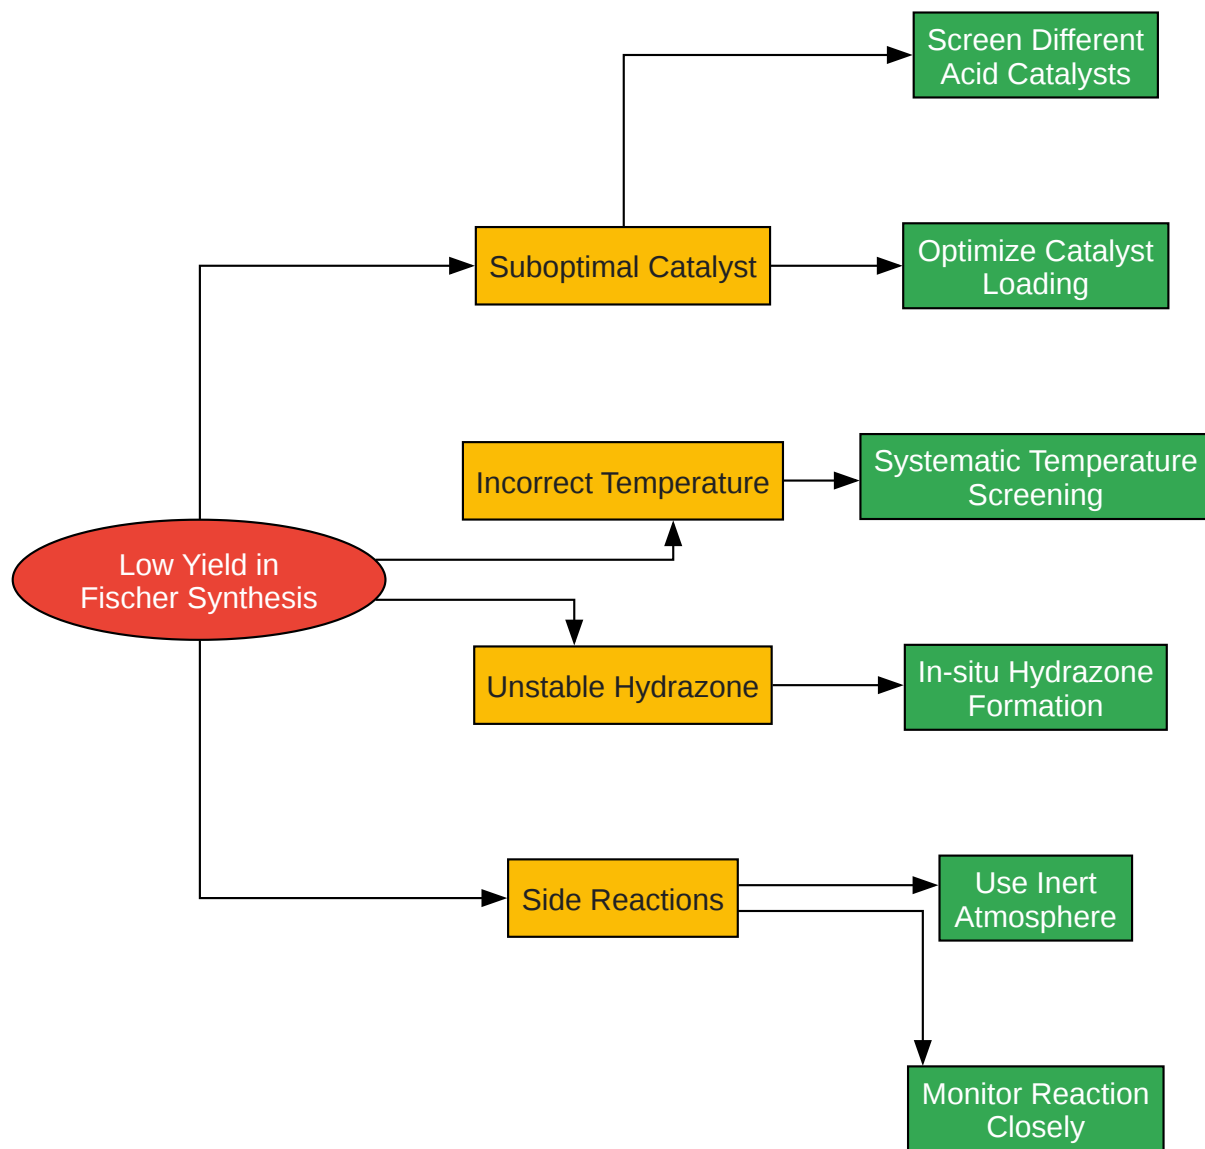 Screen Different
Acid Catalysts
Suboptimal Catalyst
Optimize Catalyst
Loading
Incorrect Temperature
Systematic Temperature
Screening
Low Yield in
Fischer Synthesis
Unstable Hydrazone
In-situ Hydrazone
Formation
Side Reactions
Use Inert
Atmosphere
Monitor Reaction
Closely